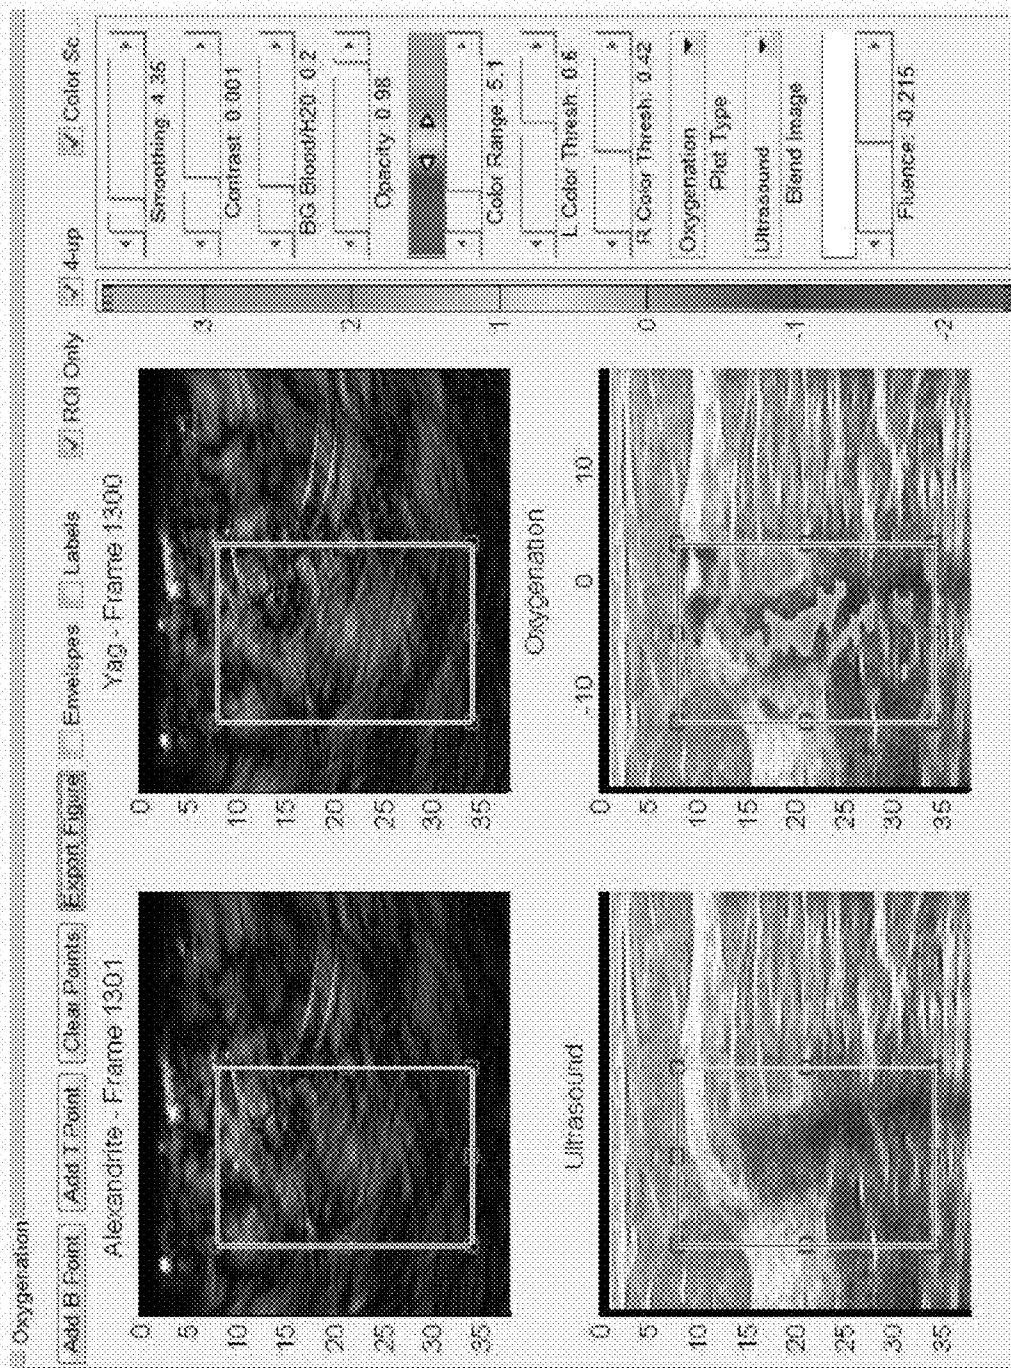 Oxygenation
Add B Point Add T Point Clear Points Export Figure Envelopes Labels ROI Only 4-up Color Sc
Alexandrite - Frame 1301
0
5
10
15
20
25
30
35
Yag - Frame 1300
0
5
10
15
20
25
30
35
Ultrasound
0
5
10
15
20
25
30
35
Oxygenation
-10 0 10
0
5
10
15
20
25
30
35
3
2
1
0
-1
-2
Smoothing 4.35
Contrast 0.001
BG Blood/H20 0.2
Opacity 0.98
Color Range 5.1
L Color Thresh: 0.6
R Color Thresh: 0.42
Oxygenation
Plot Type
Ultrasound
Blend Image
Fluence: -0.215